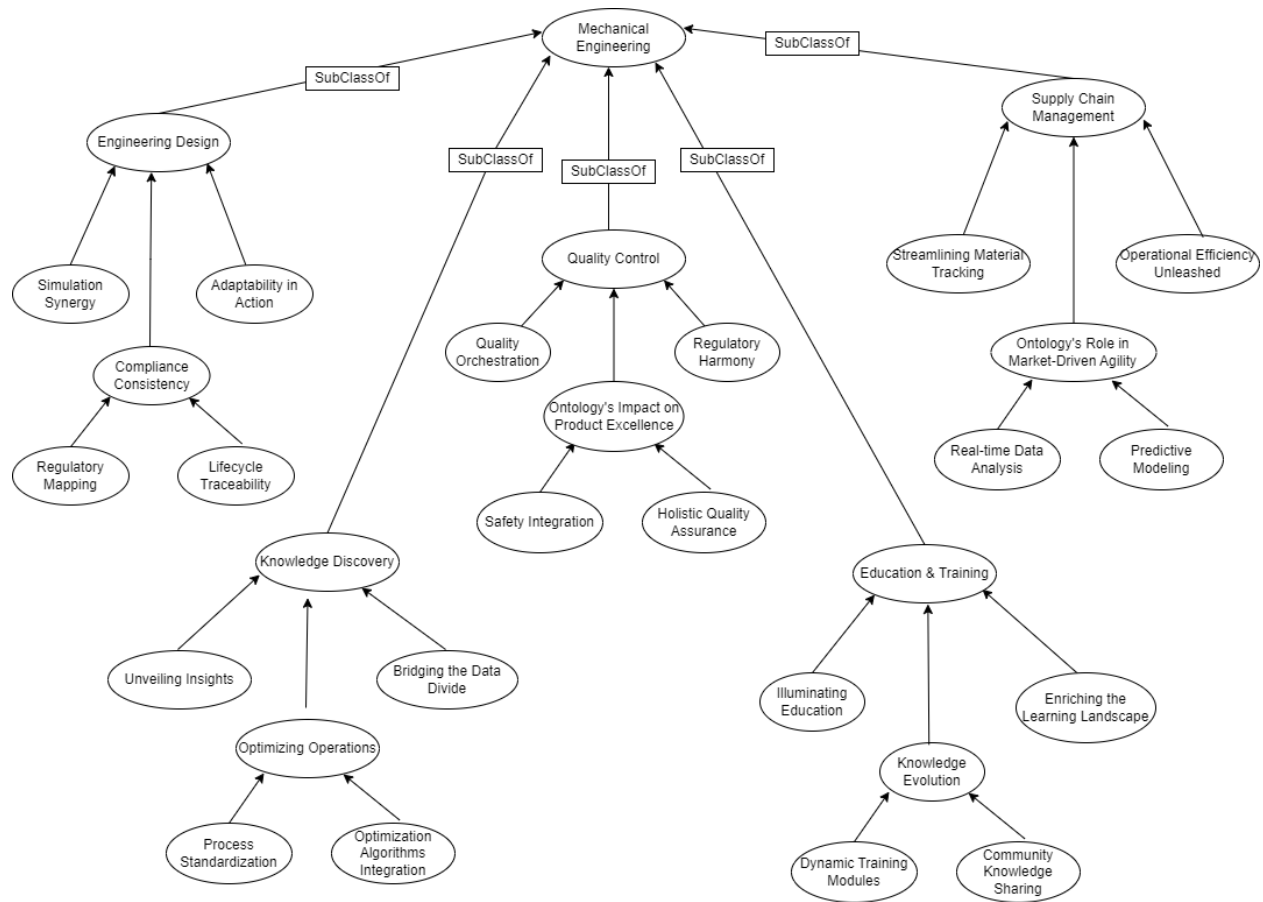 Mechanical
Engineering
SubClassOf
SubClassOf
Supply Chain
Management
Engineering Design
SubClassOf
SubClassOf
SubClassOf
Quality Control
Streamlining Material
Tracking
Operational Efficiency
Unleashed
Simulation
Synergy
Adaptability in
Action
Quality
Orchestration
Regulatory
Harmony
Ontology's Role in
Market-Driven Agility
Compliance
Consistency
Ontology's Impact on
Product Excellence
Regulatory
Mapping
Lifecycle
Traceability
Real-time Data
Analysis
Predictive
Modeling
Safety Integration
Holistic Quality
Assurance
Knowledge Discovery
Education & Training
Unveiling Insights
Bridging the Data
Divide
Illuminating
Education
Enriching the
Learning Landscape
Optimizing Operations
Knowledge
Evolution
Process
Standardization
Optimization
Algorithms
Integration
Dynamic Training
Modules
Community
Knowledge
Sharing